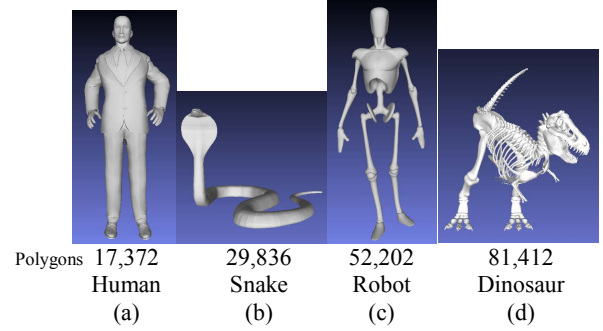 Polygons 17,372 29,836 52,202 81,412
Human Snake Robot Dinosaur
(a) (b) (c) (d)